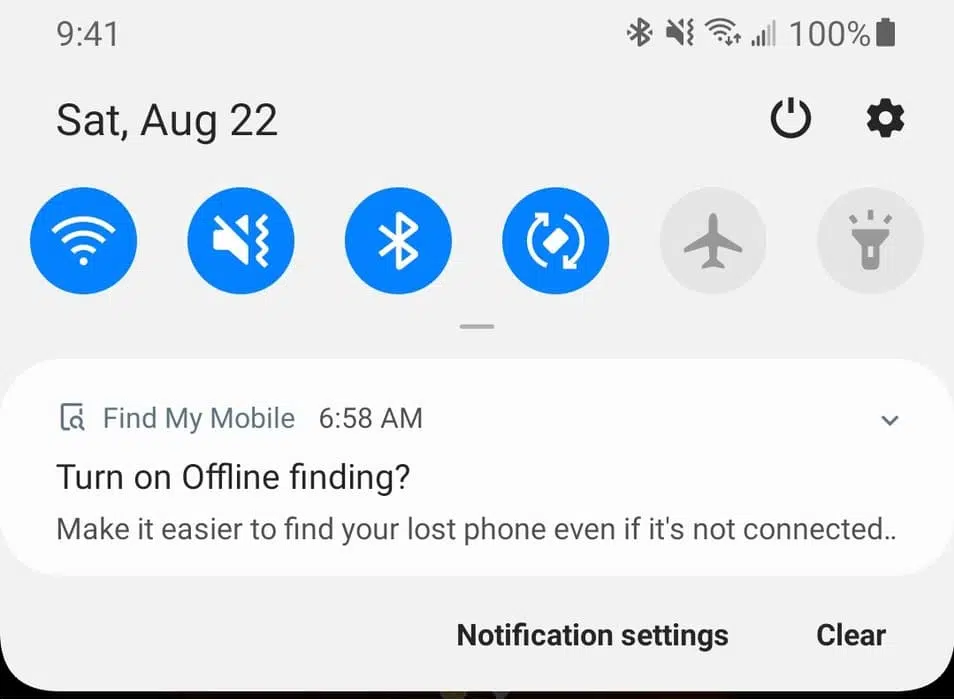 9:41 100%
Sat, Aug 22
Find My Mobile 6:58 AM
Turn on Offline finding?
Make it easier to find your lost phone even if it's not connected..
Notification settings Clear